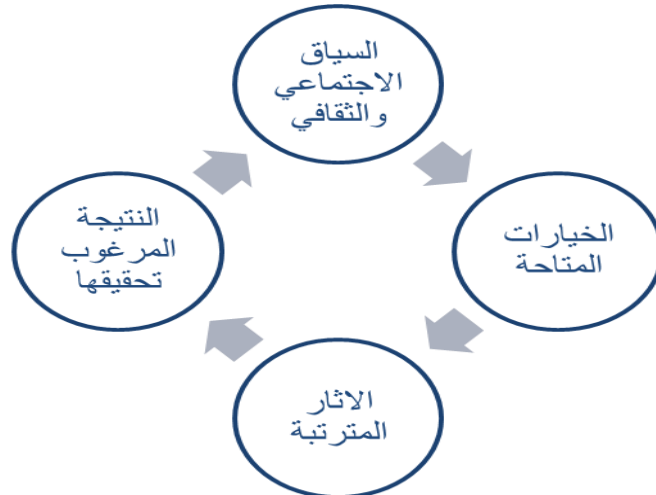 السياق
الاجتماعي
والثقافي
الخيارات
المتاحة
الاثار
المترتبة
النتيجة
المرغوب
تحقيقها